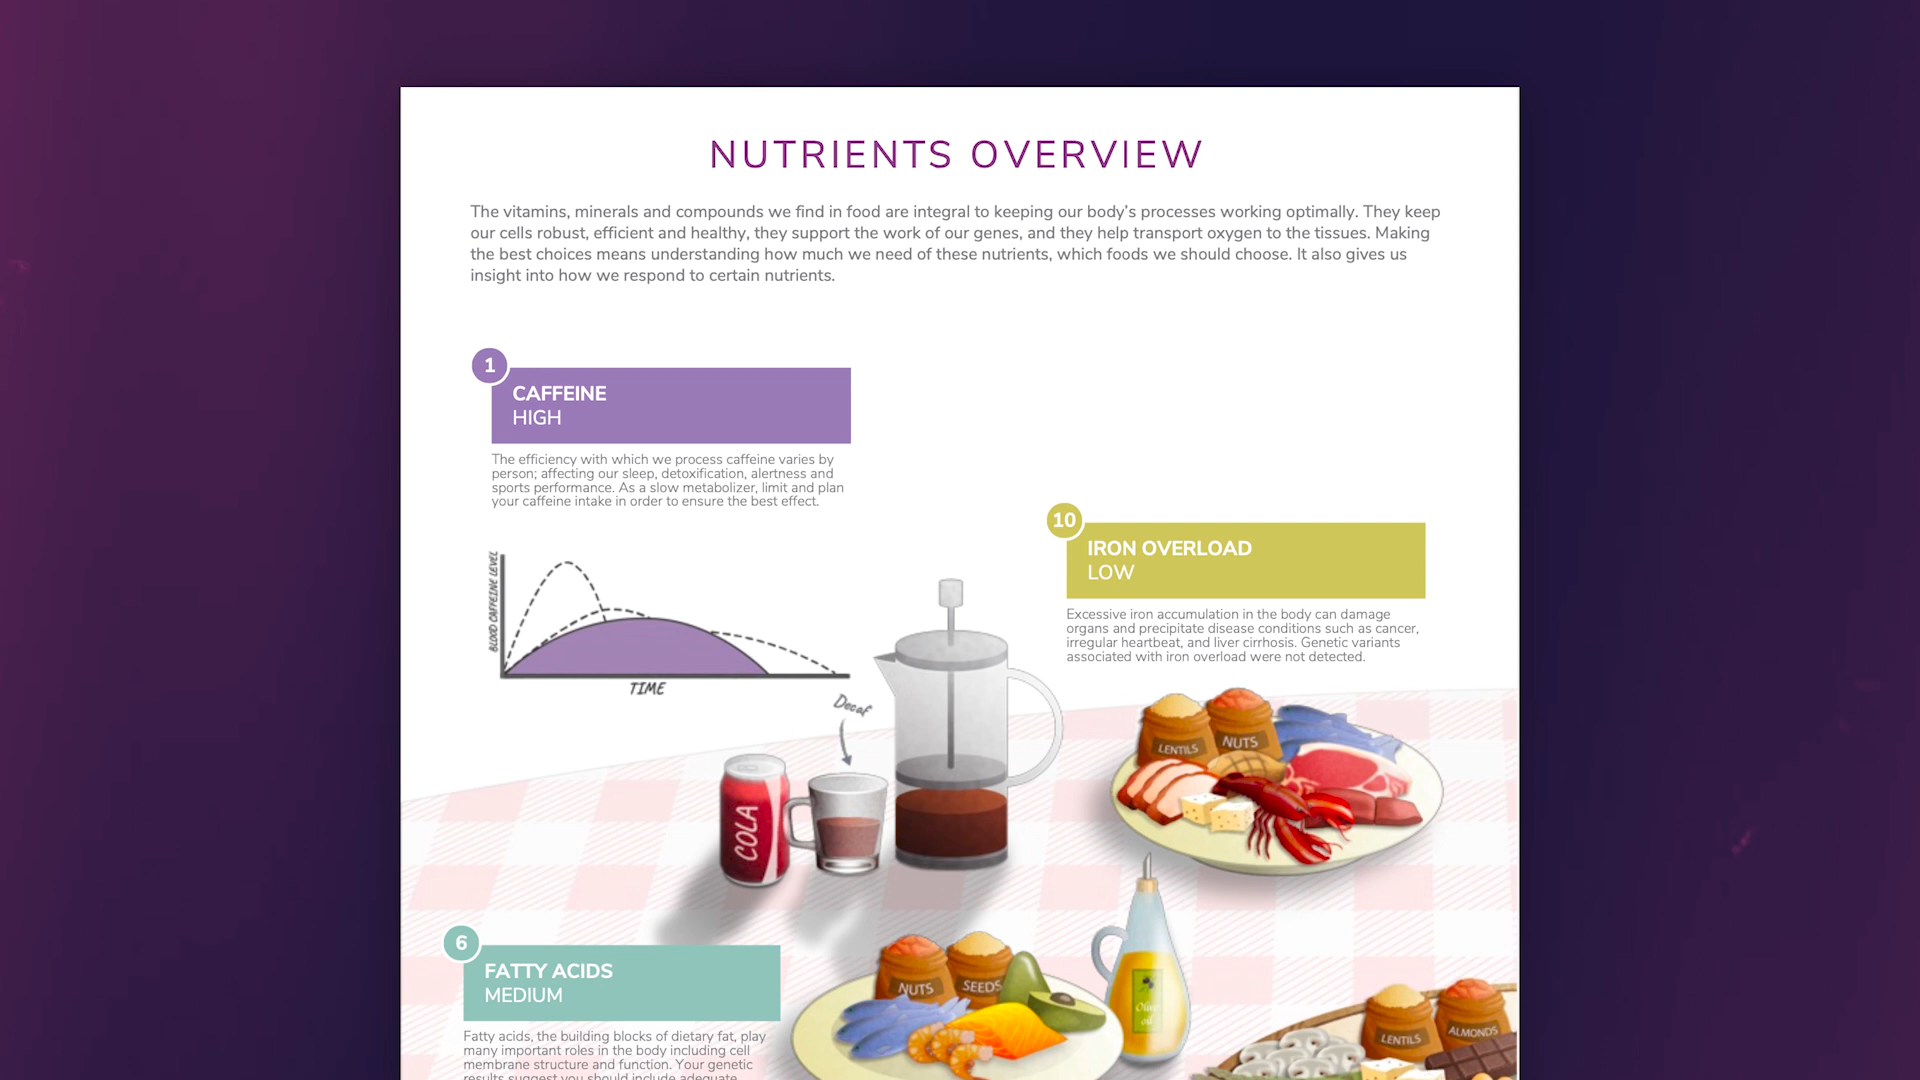 NUTRIENTS OVERVIEW
The vitamins, minerals and compounds we find in food are integral to keeping our body's processes working optimally. They keep
our cells robust, efficient and healthy, they support the work of our genes, and they help transport oxygen to the tissues. Making
the best choices means understanding how much we need of these nutrients, which foods we should choose. It also gives us
insight into how we respond to certain nutrients.
1
CAFFEINE
HIGH
The efficiency with which we process caffeine varies by
person; affecting our sleep, detoxification, alertness and
sports performance. As a slow metabolizer, limit and plan
your caffeine intake in order to ensure the best effect.
10
IRON OVERLOAD
LOW
Excessive iron accumulation in the body can damage
organs and precipitate disease conditions such as cancer,
irregular heartbeat, and liver cirrhosis. Genetic variants
associated with iron overload were not detected.
BLOOD CAFFEINE LEVEL
TIME
Decaf
COLA
LENTILS
NUTS
6
FATTY ACIDS
MEDIUM
Fatty acids, the building blocks of dietary fat, play
many important roles in the body including cell
membrane structure and function. Your genetic
results suggest you should include adequate
NUTS
SEEDS
Olive
oil
LENTILS
ALMONDS